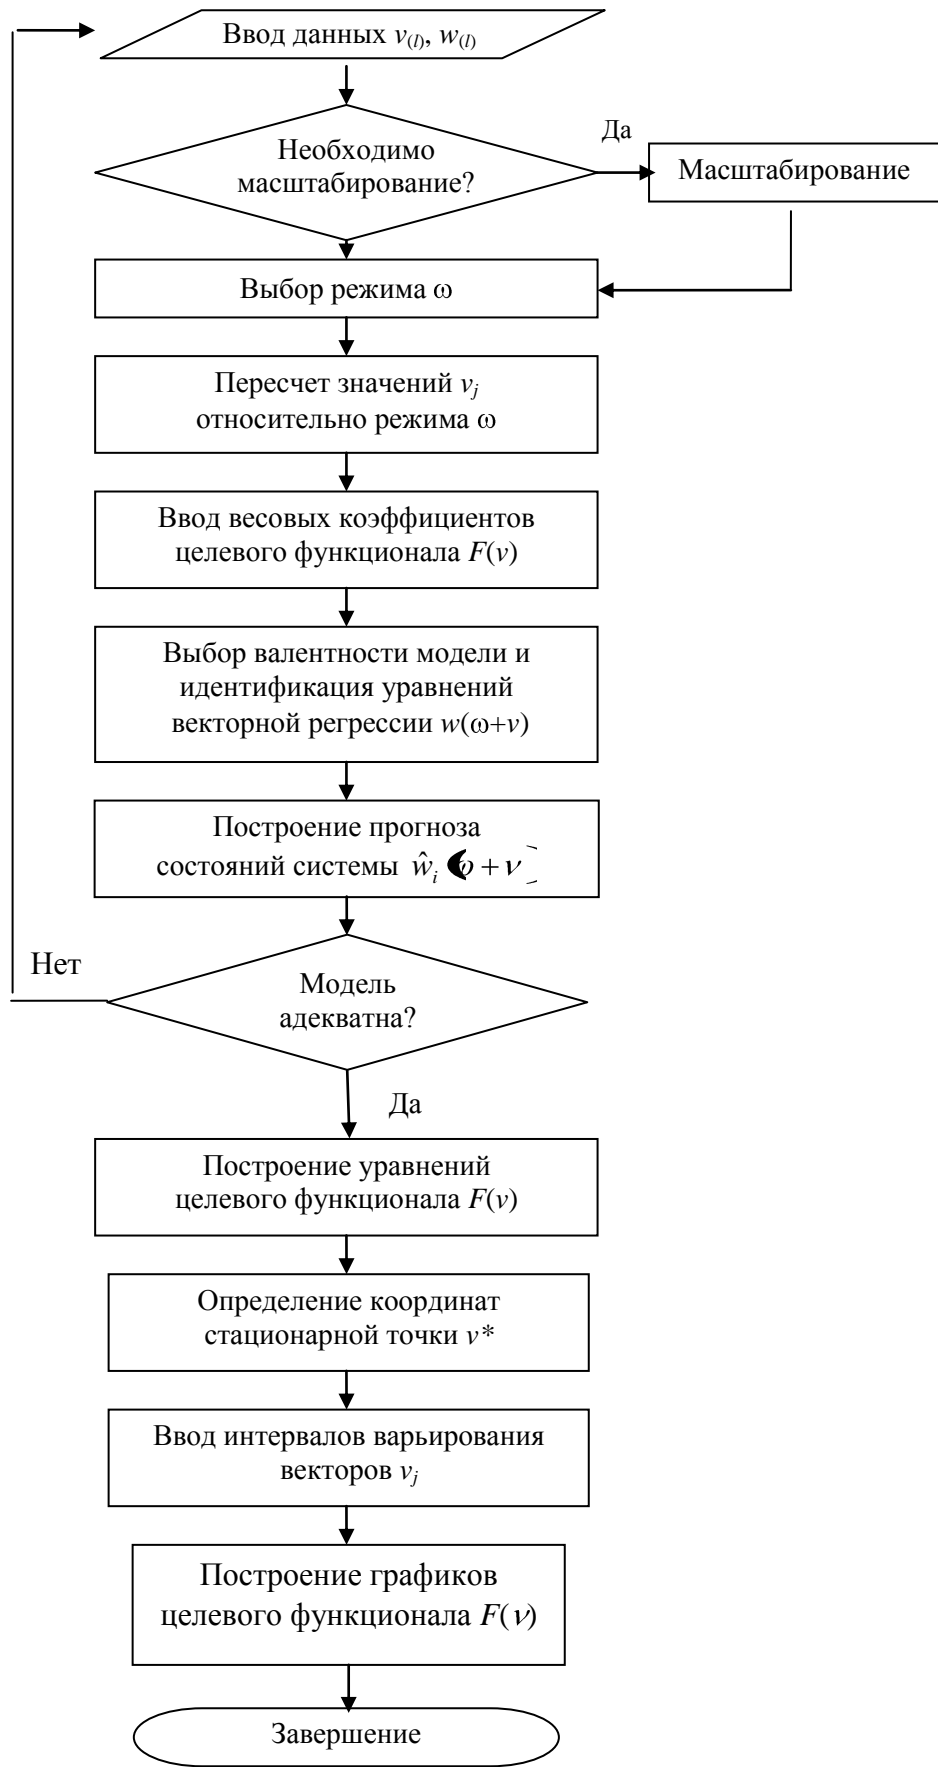 Ввод данных v(l), w(l)
Да
Необходимо
масштабирование?
Масштабирование
Выбор режима ω
Пересчет значений vj
относительно режима ω
Ввод весовых коэффициентов
целевого функционала F(v)
Выбор валентности модели и
идентификация уравнений
векторной регрессии w(ω+v)
Построение прогноза
состояний системы ŵi (ω + ν)
Нет
Модель
адекватна?
Да
Построение уравнений
целевого функционала F(v)
Определение координат
стационарной точки v*
Ввод интервалов варьирования
векторов vj
Построение графиков
целевого функционала F(ν)
Завершение